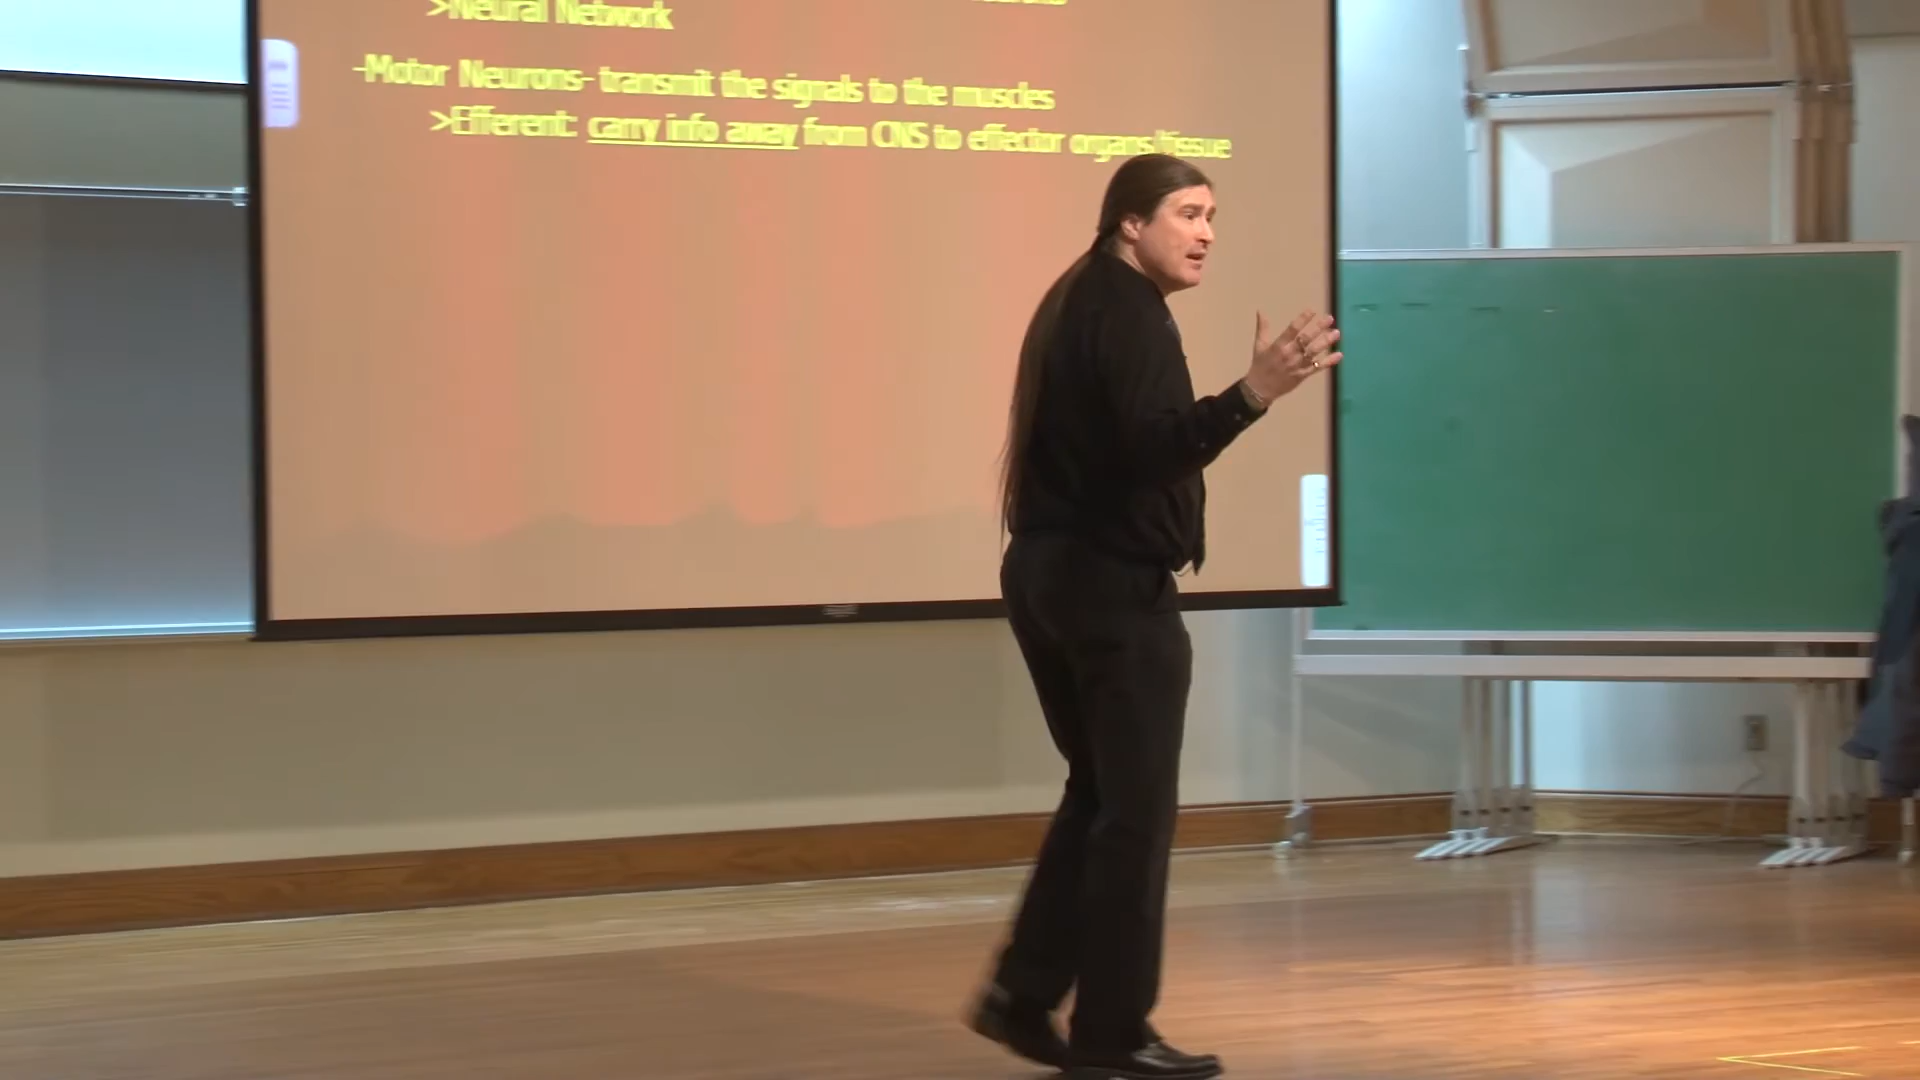 >Neural Network
-Motor Neurons- transmit the signals to the muscles
>Efferent: carry info away from CNS to effector organs/tissue